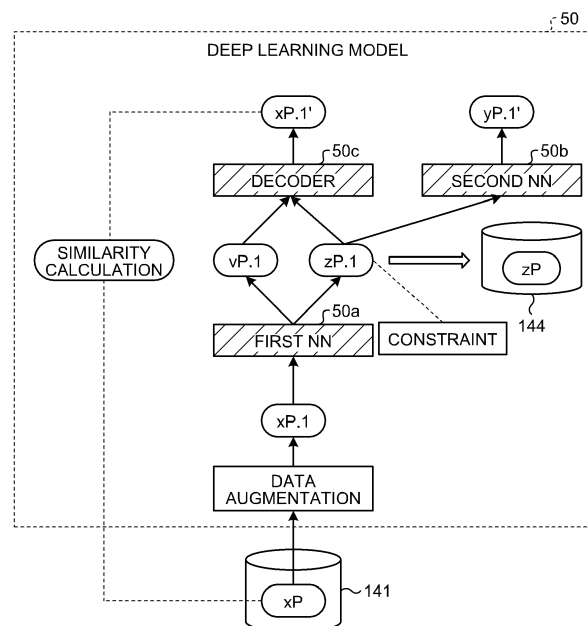 50
DEEP LEARNING MODEL
xP.1'
yP.1'
50c
50b
DECODER
SECOND NN
SIMILARITY
CALCULATION
vP.1
zP.1
zP
144
50a
FIRST NN
CONSTRAINT
xP.1
DATA
AUGMENTATION
xP
141